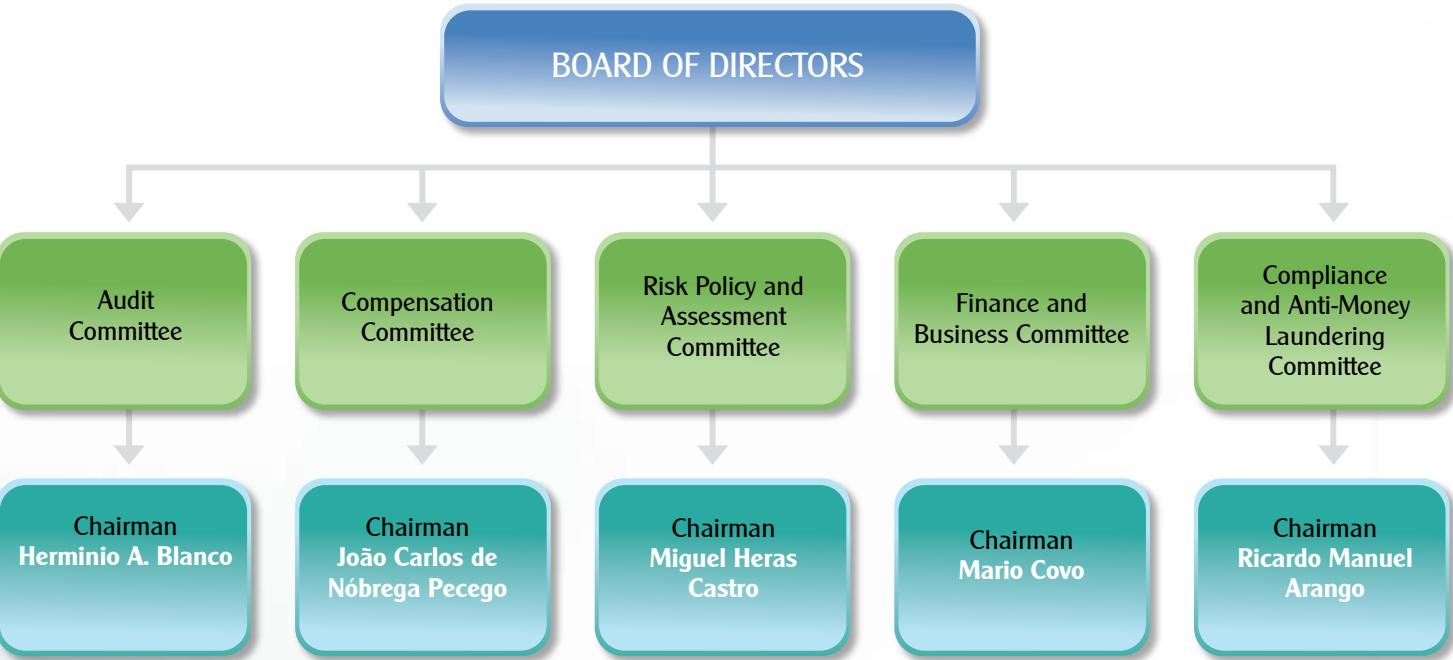 BOARD OF DIRECTORS
Audit
Committee
Compensation
Committee
Risk Policy and
Assessment
Committee
Finance and
Business Committee
Compliance
and Anti-Money
Laundering
Committee
Chairman
Herminio A. Blanco
Chairman
João Carlos de
Nóbrega Pecego
Chairman
Miguel Heras
Castro
Chairman
Mario Covo
Chairman
Ricardo Manuel
Arango